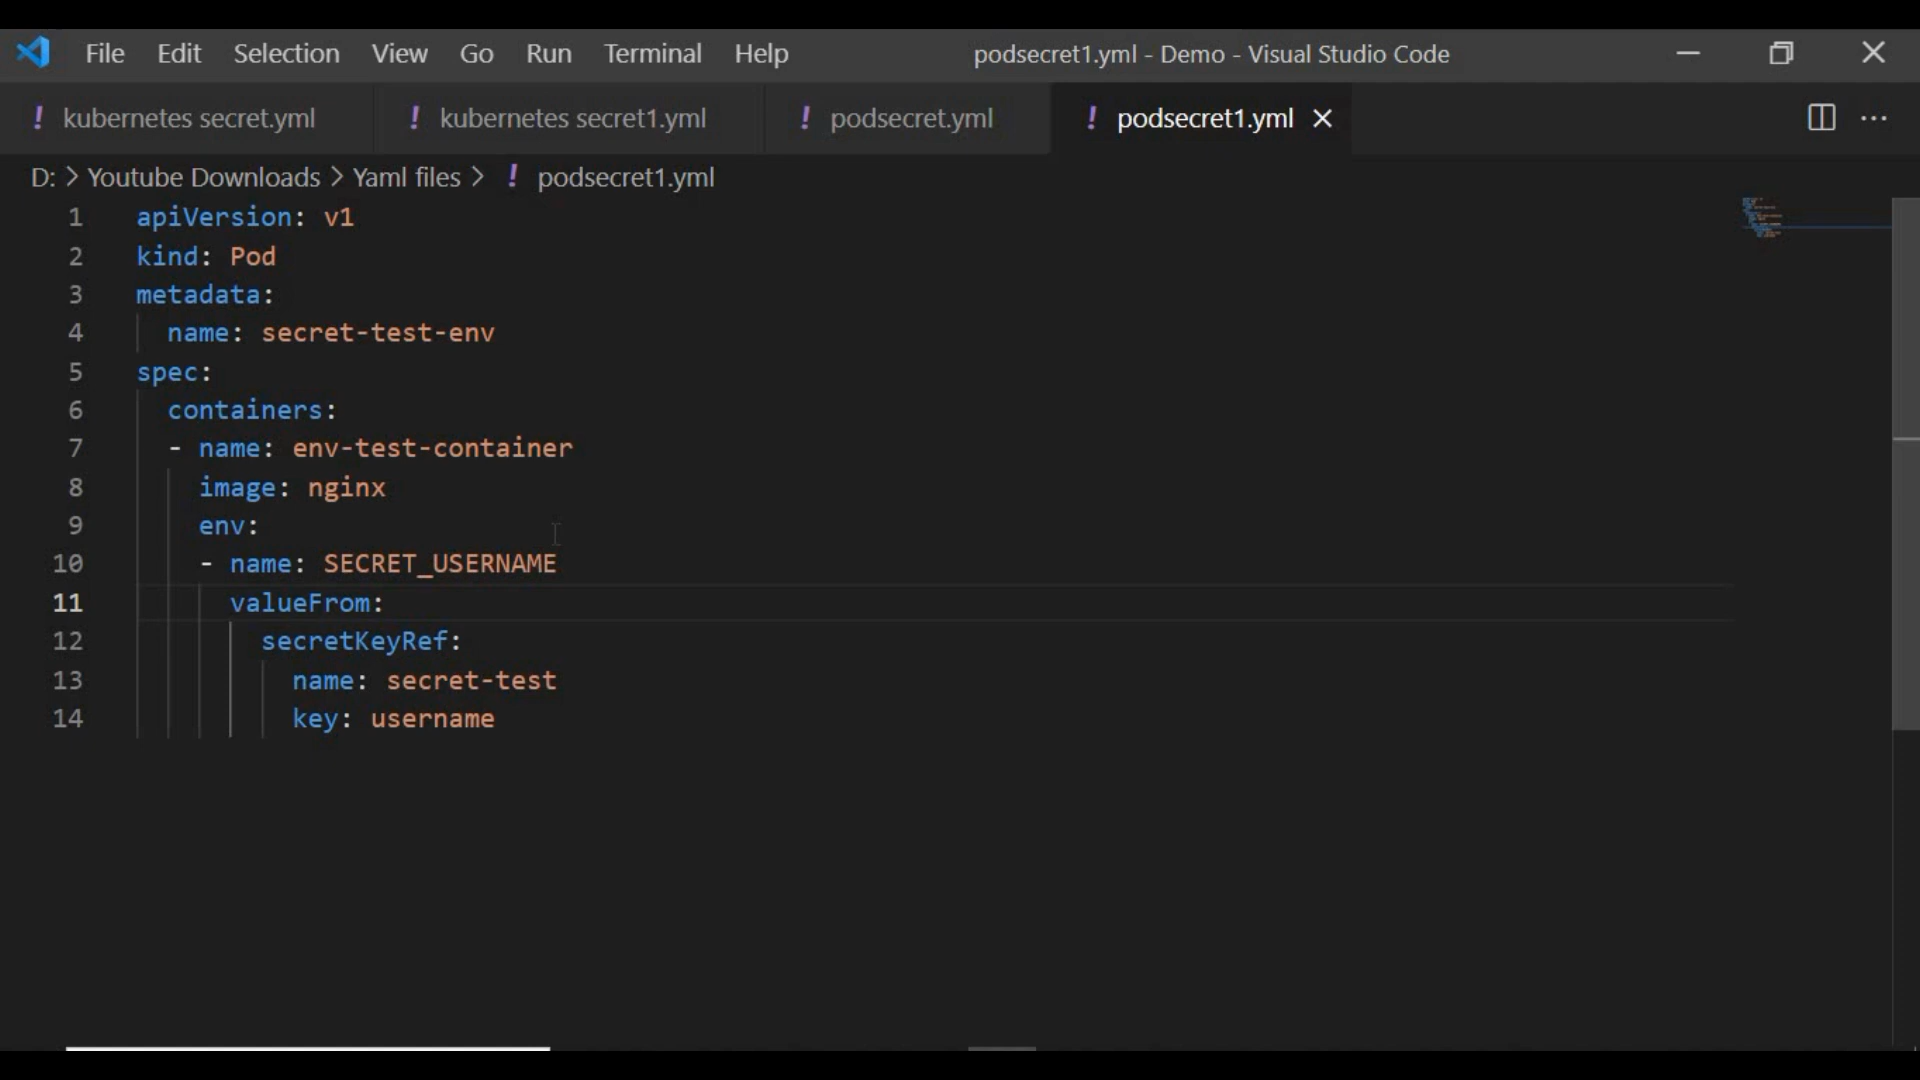 File Edit Selection View Go Run Terminal Help podsecret1.yml - Demo - Visual Studio Code
! kubernetes secret.yml ! kubernetes secret1.yml ! podsecret.yml ! podsecret1.yml
D: > Youtube Downloads > Yaml files > ! podsecret1.yml
1 apiVersion: v1
2 kind: Pod
3 metadata:
4 name: secret-test-env
5 spec:
6 containers:
7 - name: env-test-container
8 image: nginx
9 env:
10 - name: SECRET_USERNAME
11 valueFrom:
12 secretKeyRef:
13 name: secret-test
14 key: username